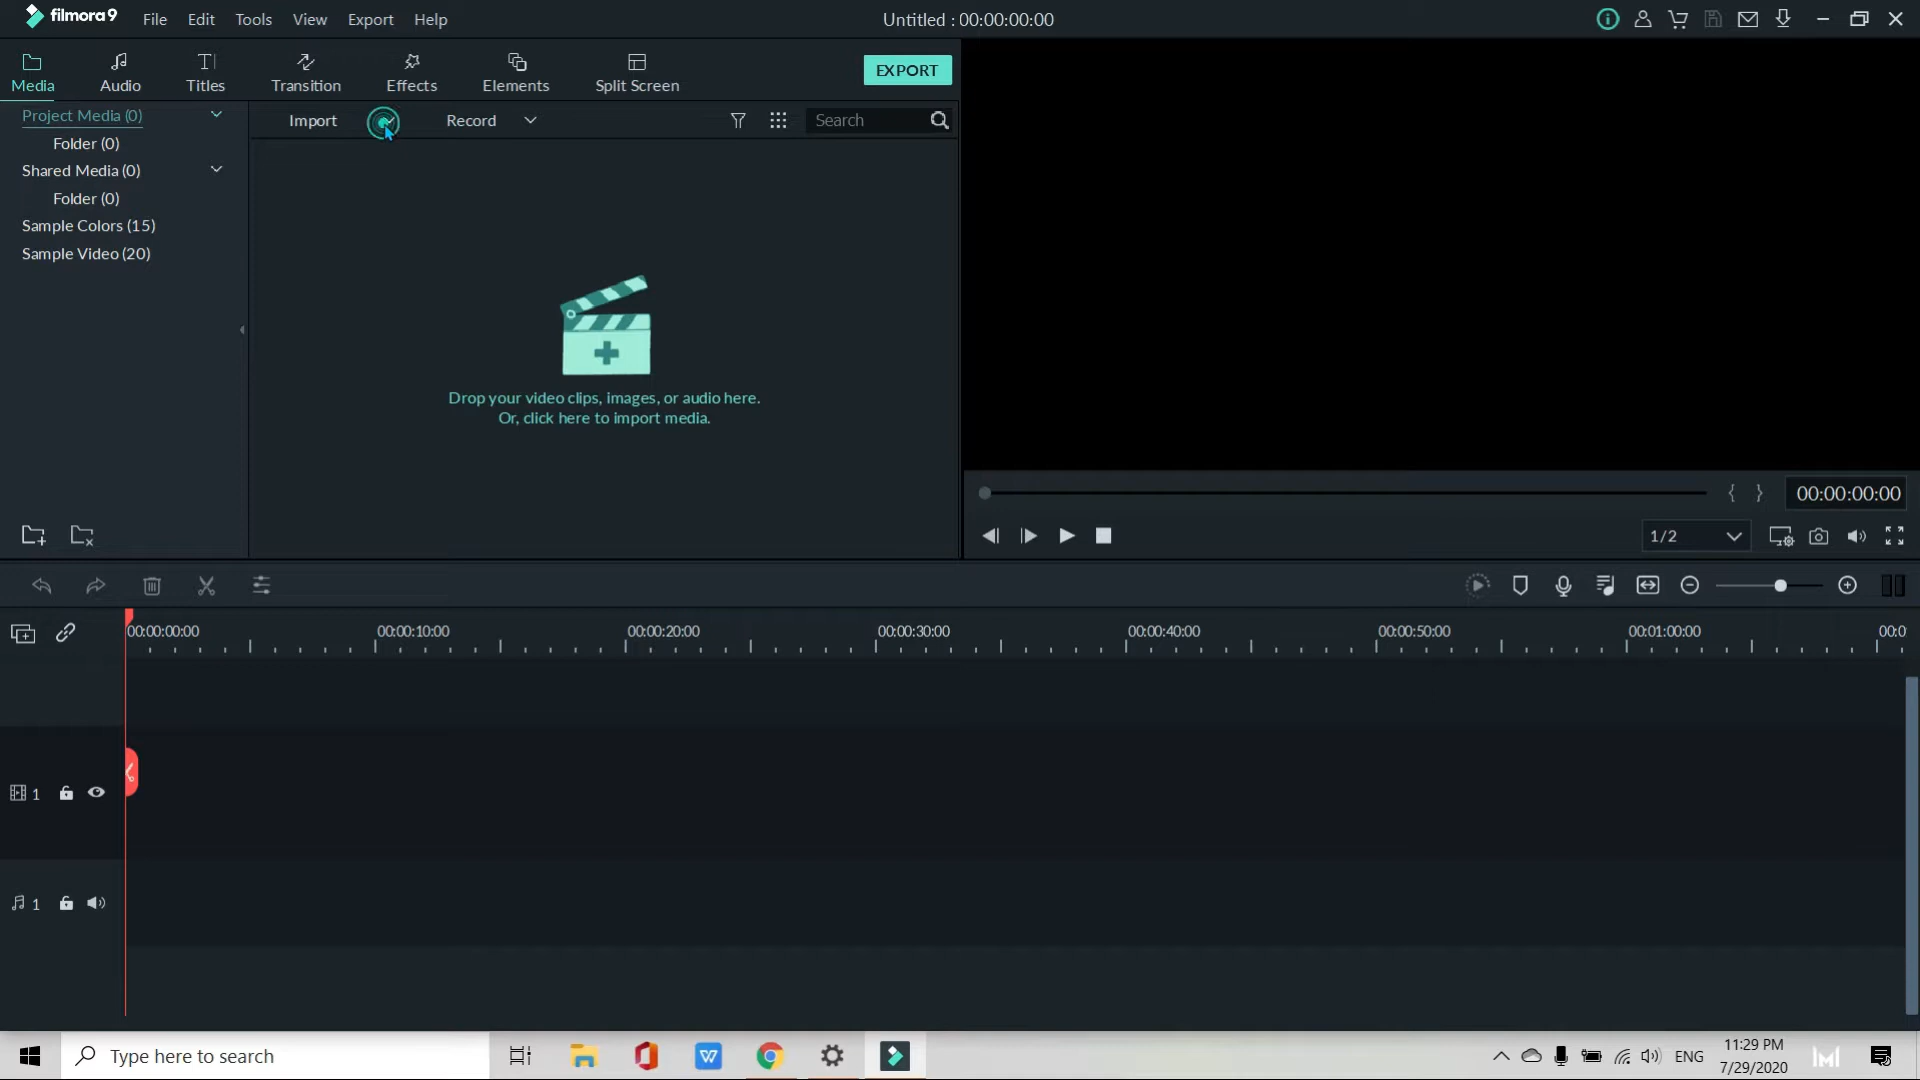 filmora9 File Edit Tools View Export Help Untitled : 00:00:00:00
Media Audio Titles Transition Effects Elements Split Screen EXPORT
Project Media (0)
Folder (0)
Shared Media (0)
Folder (0)
Sample Colors (15)
Sample Video (20)
Import Record Search
Drop your video clips, images, or audio here.
Or, click here to import media.
00:00:00:00
1/2
00:00:00:00 00:00:10:00 00:00:20:00 00:00:30:00 00:00:40:00 00:00:50:00 00:01:00:00 00:0
1
1
Type here to search
ENG
11:29 PM
7/29/2020